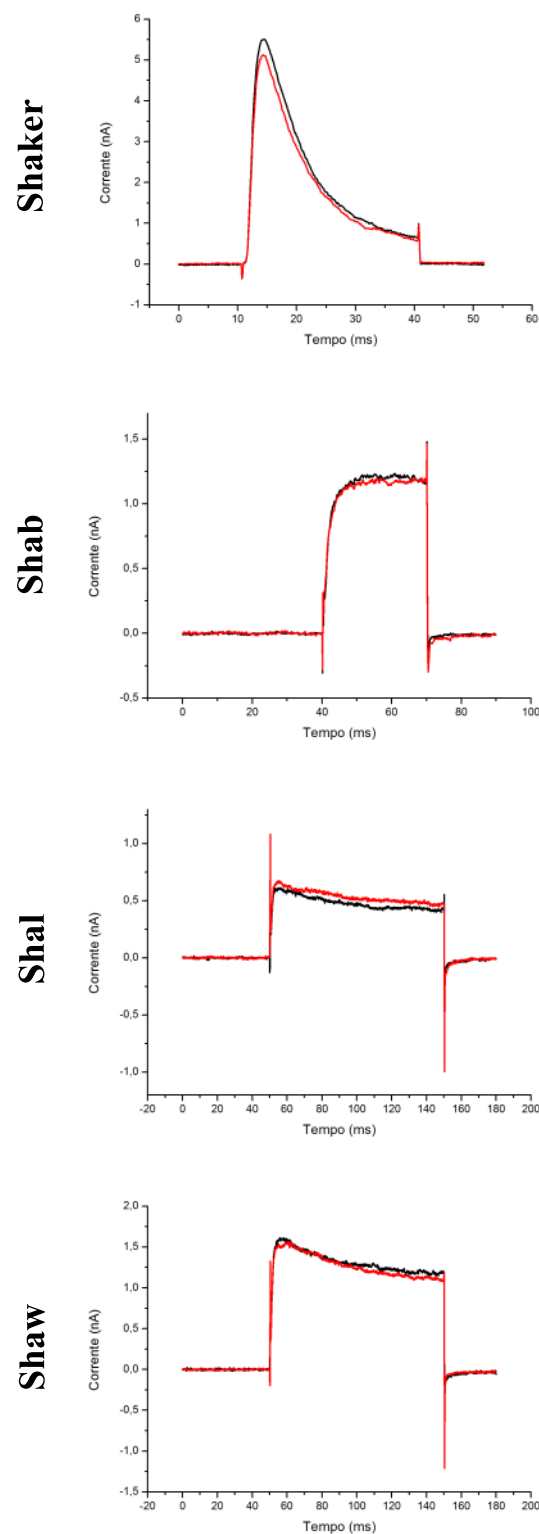 Shaker
Corrente (nA)
6
5
4
3
2
1
0
-1
0 10 20 30 40 50 60
Tempo (ms)
Shab
Corrente (nA)
1,5
1,0
0,5
0,0
-0,5
0 20 40 60 80 100
Tempo (ms)
Shal
Corrente (nA)
1,0
0,5
0,0
-0,5
-1,0
-20 0 20 40 60 80 100 120 140 160 180 200
Tempo (ms)
Shaw
Corrente (nA)
2,0
1,5
1,0
0,5
0,0
-0,5
-1,0
-1,5
-20 0 20 40 60 80 100 120 140 160 180 200
Tempo (ms)